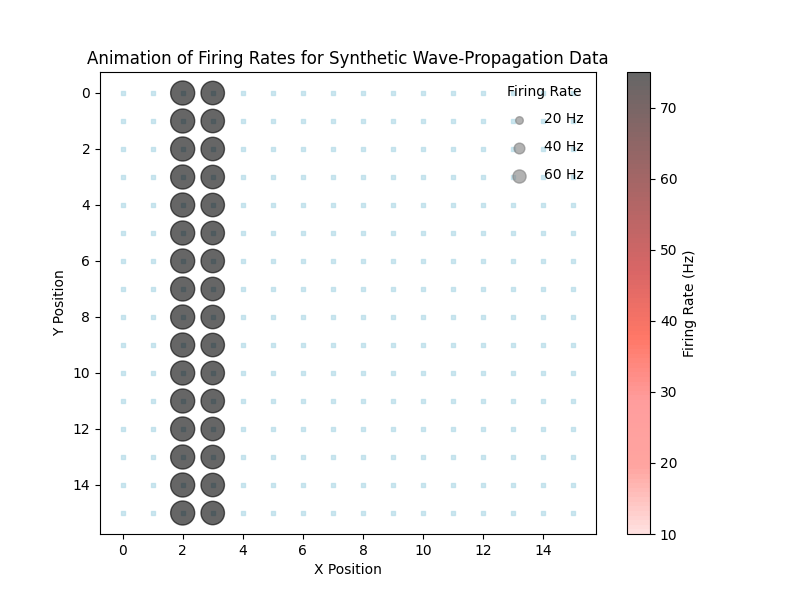 Animation of Firing Rates for Synthetic Wave-Propagation Data
Firing Rate
20 Hz
40 Hz
60 Hz
0
2
4
6
8
10
12
14
Y Position
0 2 4 6 8 10 12 14
X Position
70
60
50
40
30
20
10
Firing Rate (Hz)